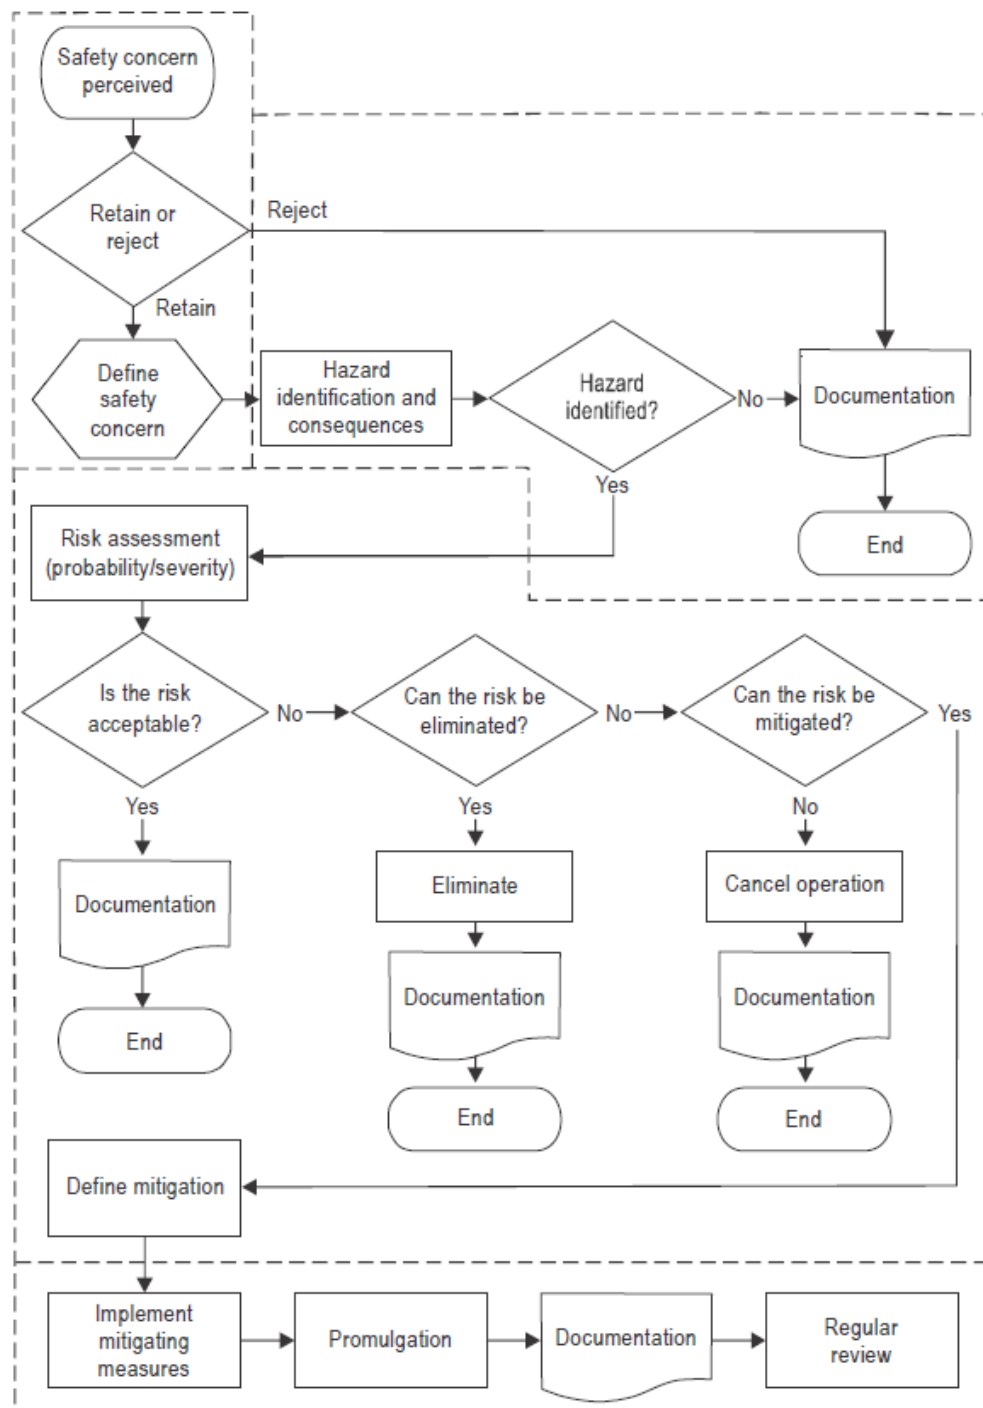 Safety concern
perceived
Retain or
reject
Reject
Retain
Define
safety
concern
Hazard
identification and
consequences
Hazard
identified?
No
Documentation
Yes
End
Risk assessment
(probability/severity)
Is the risk
acceptable?
No
Can the risk be
eliminated?
No
Can the risk be
mitigated?
Yes
Yes
Yes
No
Documentation
Eliminate
Cancel operation
End
Documentation
Documentation
End
End
Define mitigation
Implement
mitigating
measures
Promulgation
Documentation
Regular
review